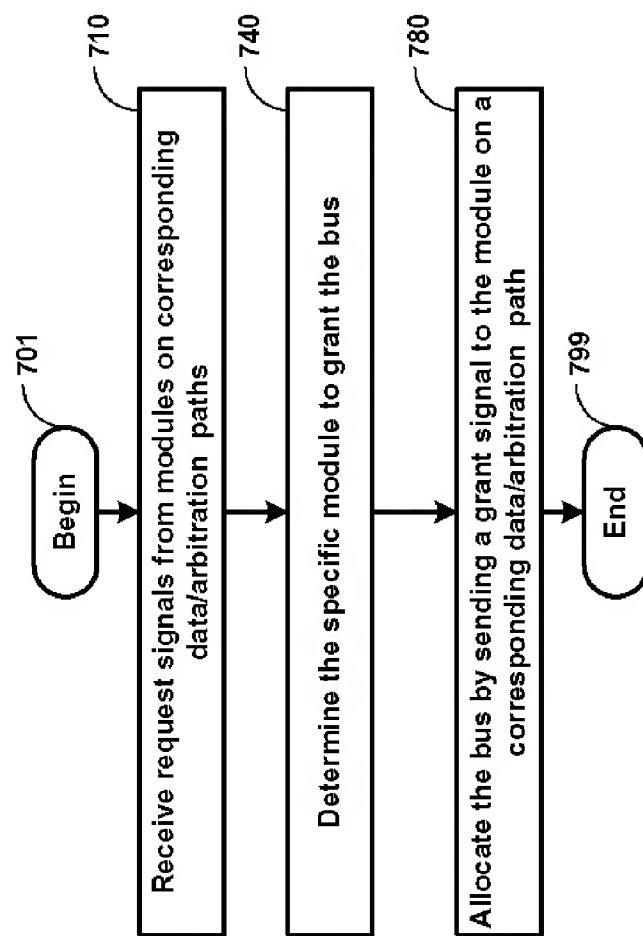 701
Begin
710
Receive request signals from modules on corresponding
data/arbitration paths
740
Determine the specific module to grant the bus
780
Allocate the bus by sending a grant signal to the module on a
corresponding data/arbitration path
799
End